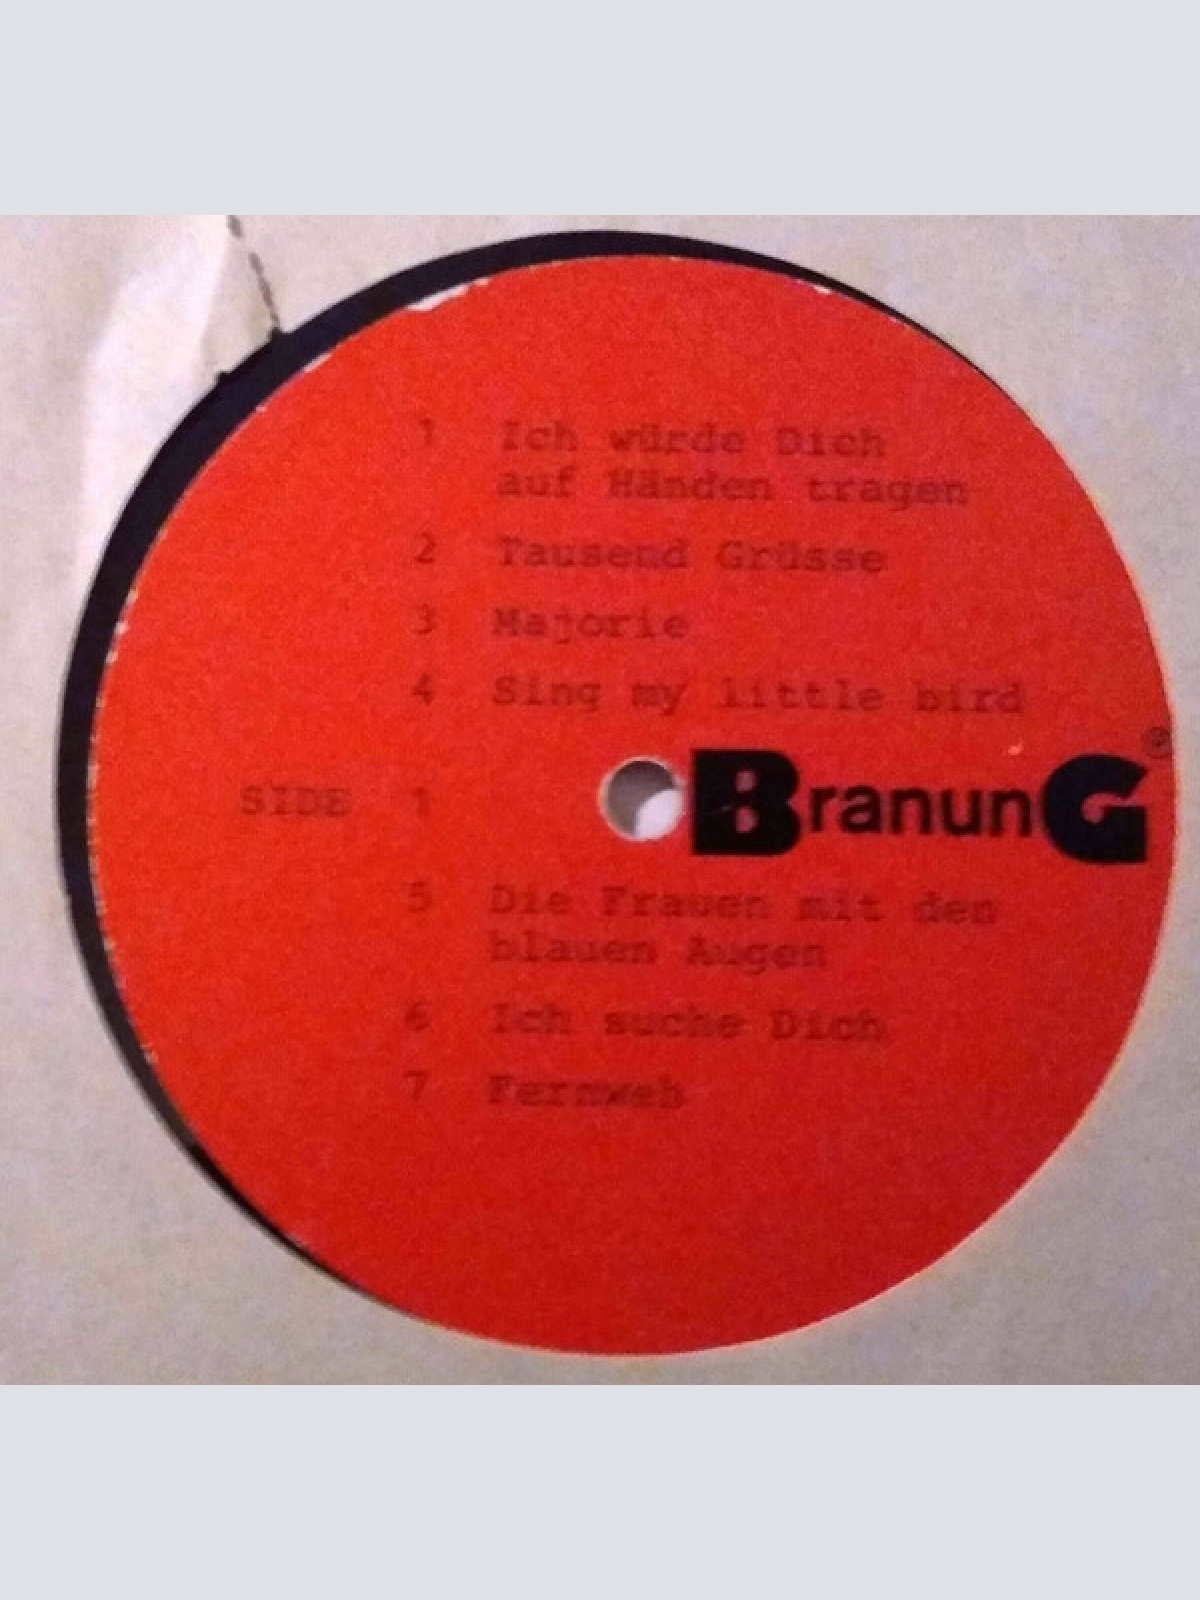 1 Ich würde Dich
auf Händen tragen
2 Tausend Grüsse
3 Majorie
4 Sing my little bird
SIDE 1
BranunG ®
5 Die Frauen mit den
blauen Augen
6 Ich suche Dich
7 Fernweh